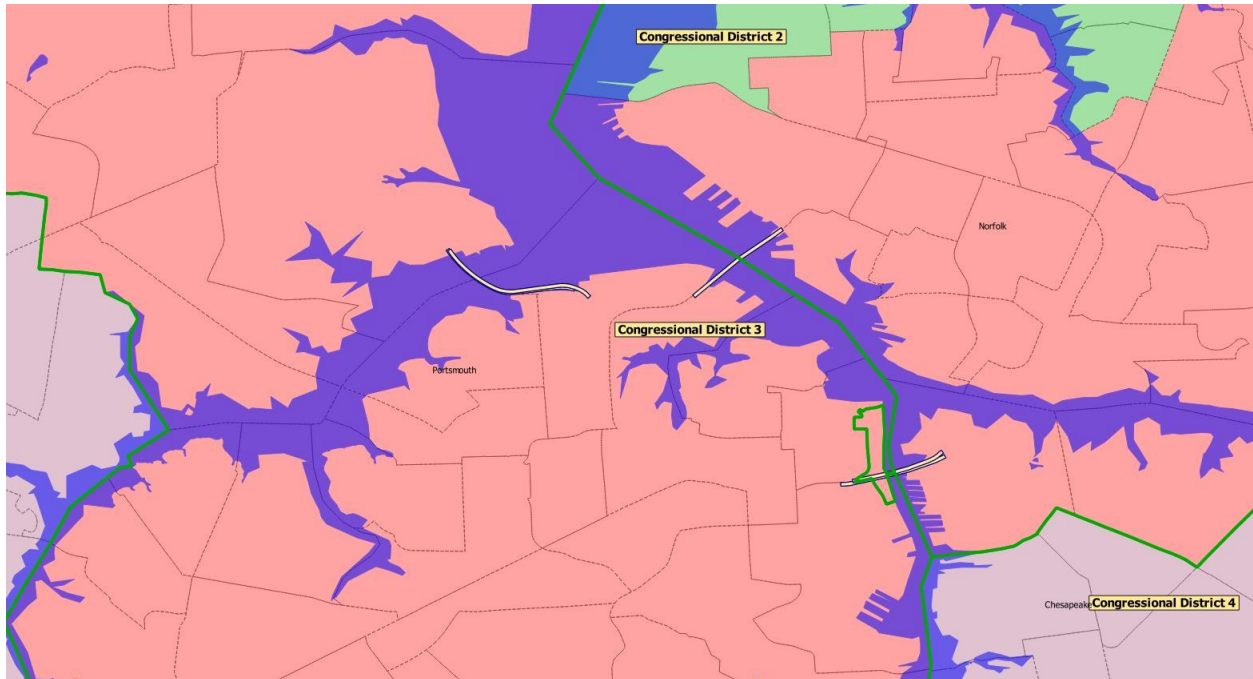 Congressional District 2
Norfolk
Congressional District 3
Portsmouth
Chesapeake
Congressional District 4